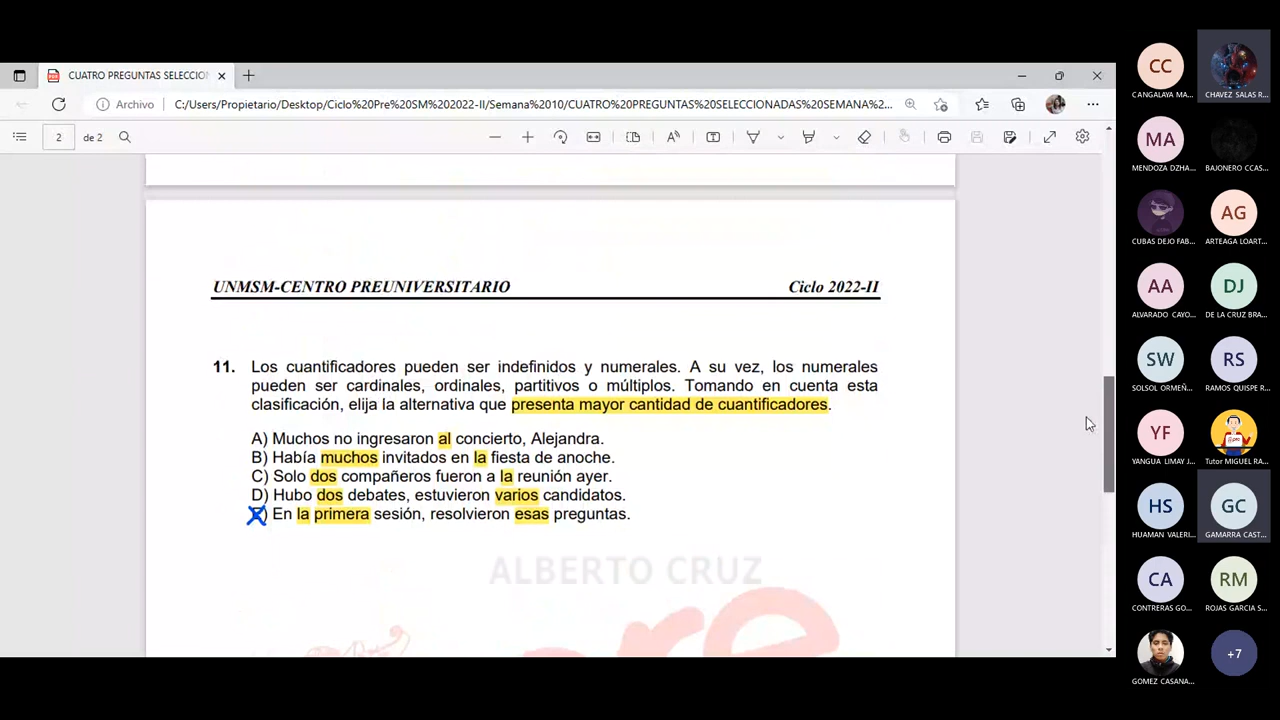 CUATRO PREGUNTAS SELECCION
Archivo
C:/Users/Propietario/Desktop/Ciclo%20Pre%20SM%202022-II/Semana%2010/CUATRO%20PREGUNTAS%20SELECCIONADAS%20SEMANA%2...
2 de 2
UNMSM-CENTRO PREUNIVERSITARIO Ciclo 2022-II
11. Los cuantificadores pueden ser indefinidos y numerales. A su vez, los numerales
pueden ser cardinales, ordinales, partitivos o múltiplos. Tomando en cuenta esta
clasificación, elija la alternativa que presenta mayor cantidad de cuantificadores.
A) Muchos no ingresaron al concierto, Alejandra.
B) Había muchos invitados en la fiesta de anoche.
C) Solo dos compañeros fueron a la reunión ayer.
D) Hubo dos debates, estuvieron varios candidatos.
E) En la primera sesión, resolvieron esas preguntas.
ALBERTO CRUZ
re
CC
CANGALAYA MA...
CHAVEZ SALAS R...
MA
MENDOZA DZHA...
BAJONERO CCAS...
CUBAS DEJO FAB...
AG
ARTEAGA LOART...
AA
ALVARADO CAYO...
DJ
DE LA CRUZ BRA...
SW
SOLSOL ORMEÑ...
RS
RAMOS QUISPE R...
YF
YANGUA LIMAY J...
Tutor MIGUEL RA...
HS
HUAMAN VALERI...
GC
GAMARRA CAST...
CA
CONTRERAS GO...
RM
ROJAS GARCIA S...
GOMEZ CASANA...
+7